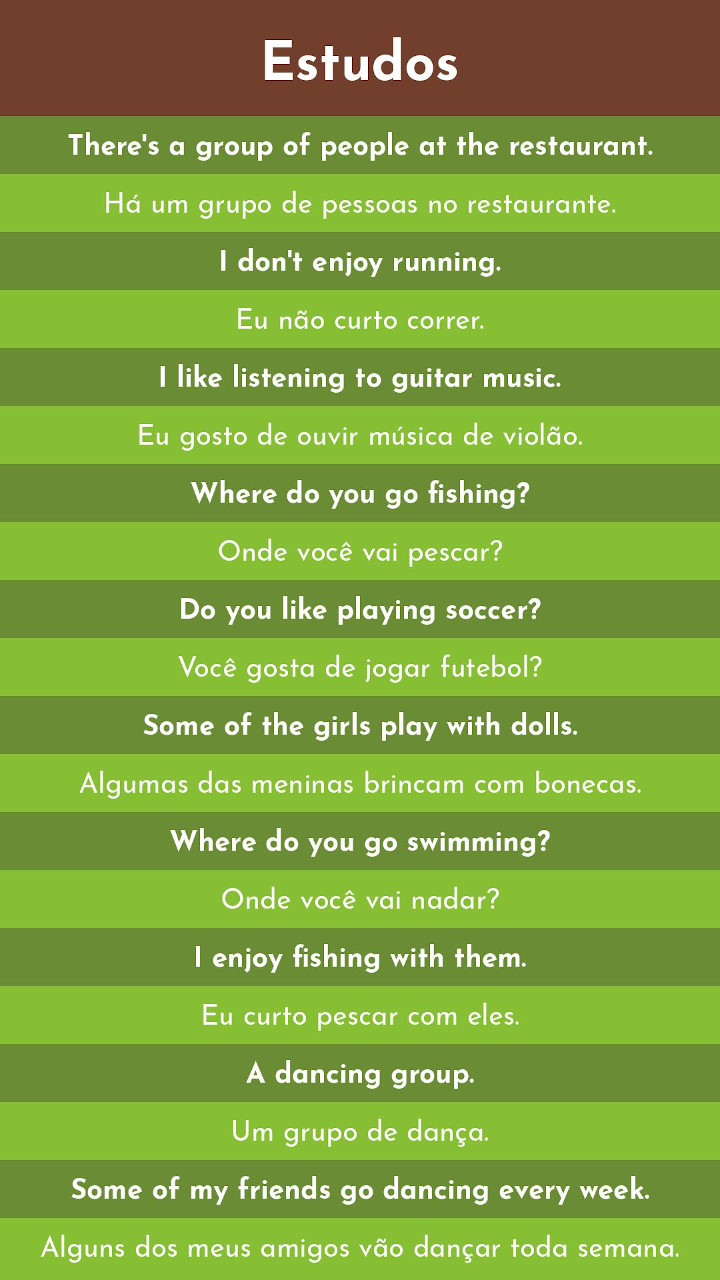 Estudos
There's a group of people at the restaurant.
Há um grupo de pessoas no restaurante.
I don't enjoy running.
Eu não curto correr.
I like listening to guitar music.
Eu gosto de ouvir música de violão.
Where do you go fishing?
Onde você vai pescar?
Do you like playing soccer?
Você gosta de jogar futebol?
Some of the girls play with dolls.
Algumas das meninas brincam com bonecas.
Where do you go swimming?
Onde você vai nadar?
I enjoy fishing with them.
Eu curto pescar com eles.
A dancing group.
Um grupo de dança.
Some of my friends go dancing every week.
Alguns dos meus amigos vão dançar toda semana.